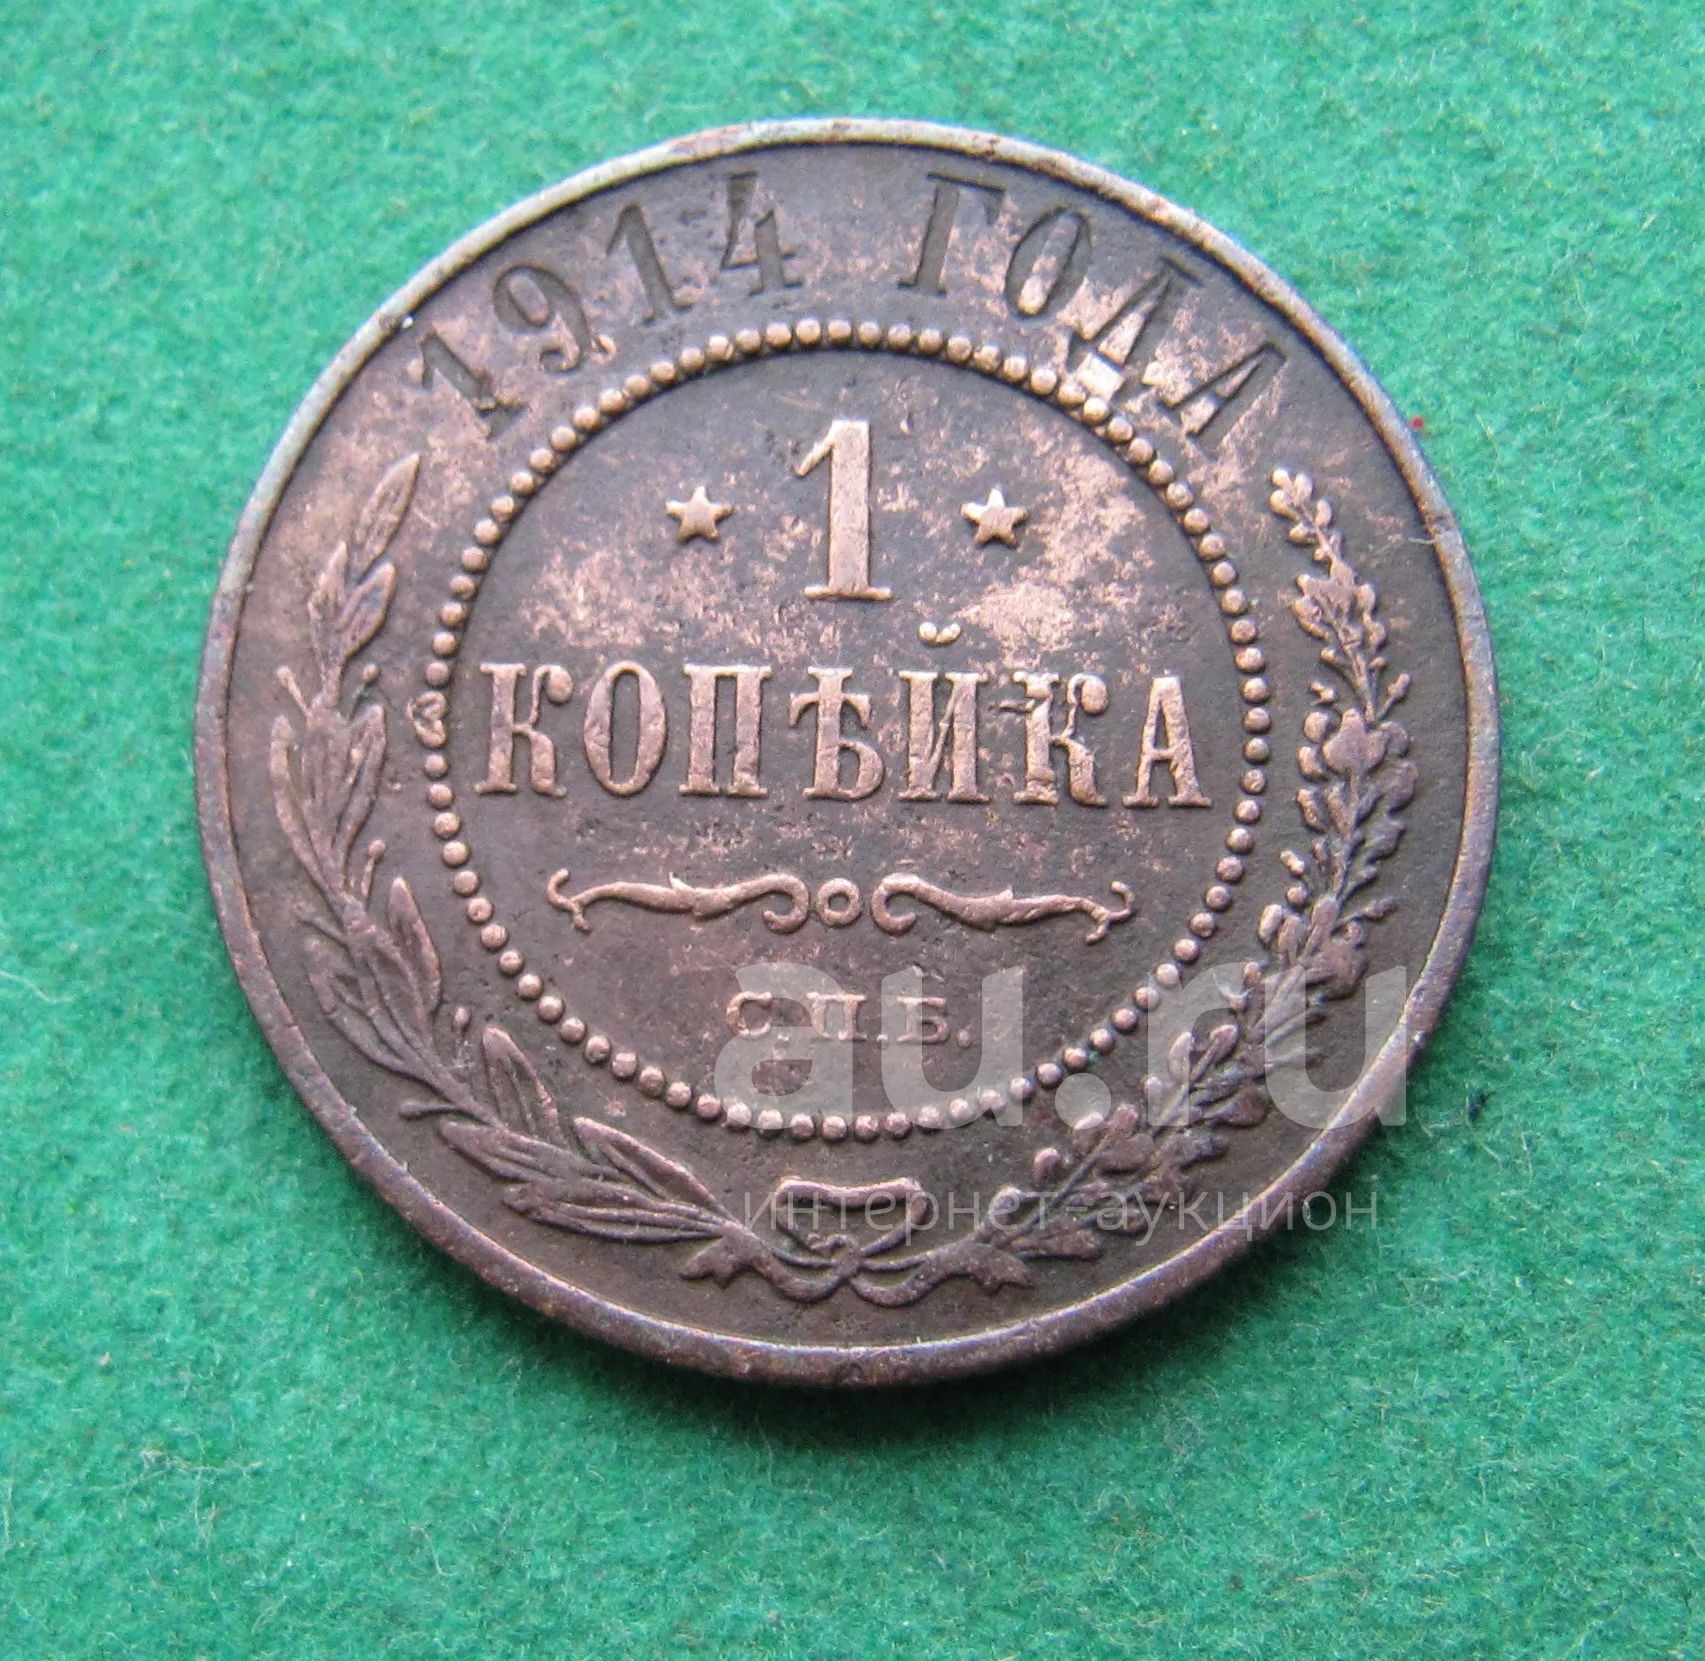 1914 ГОДА
1
КОПѢЙКА
С.П.Б.
au.ru
интернет-аукцион